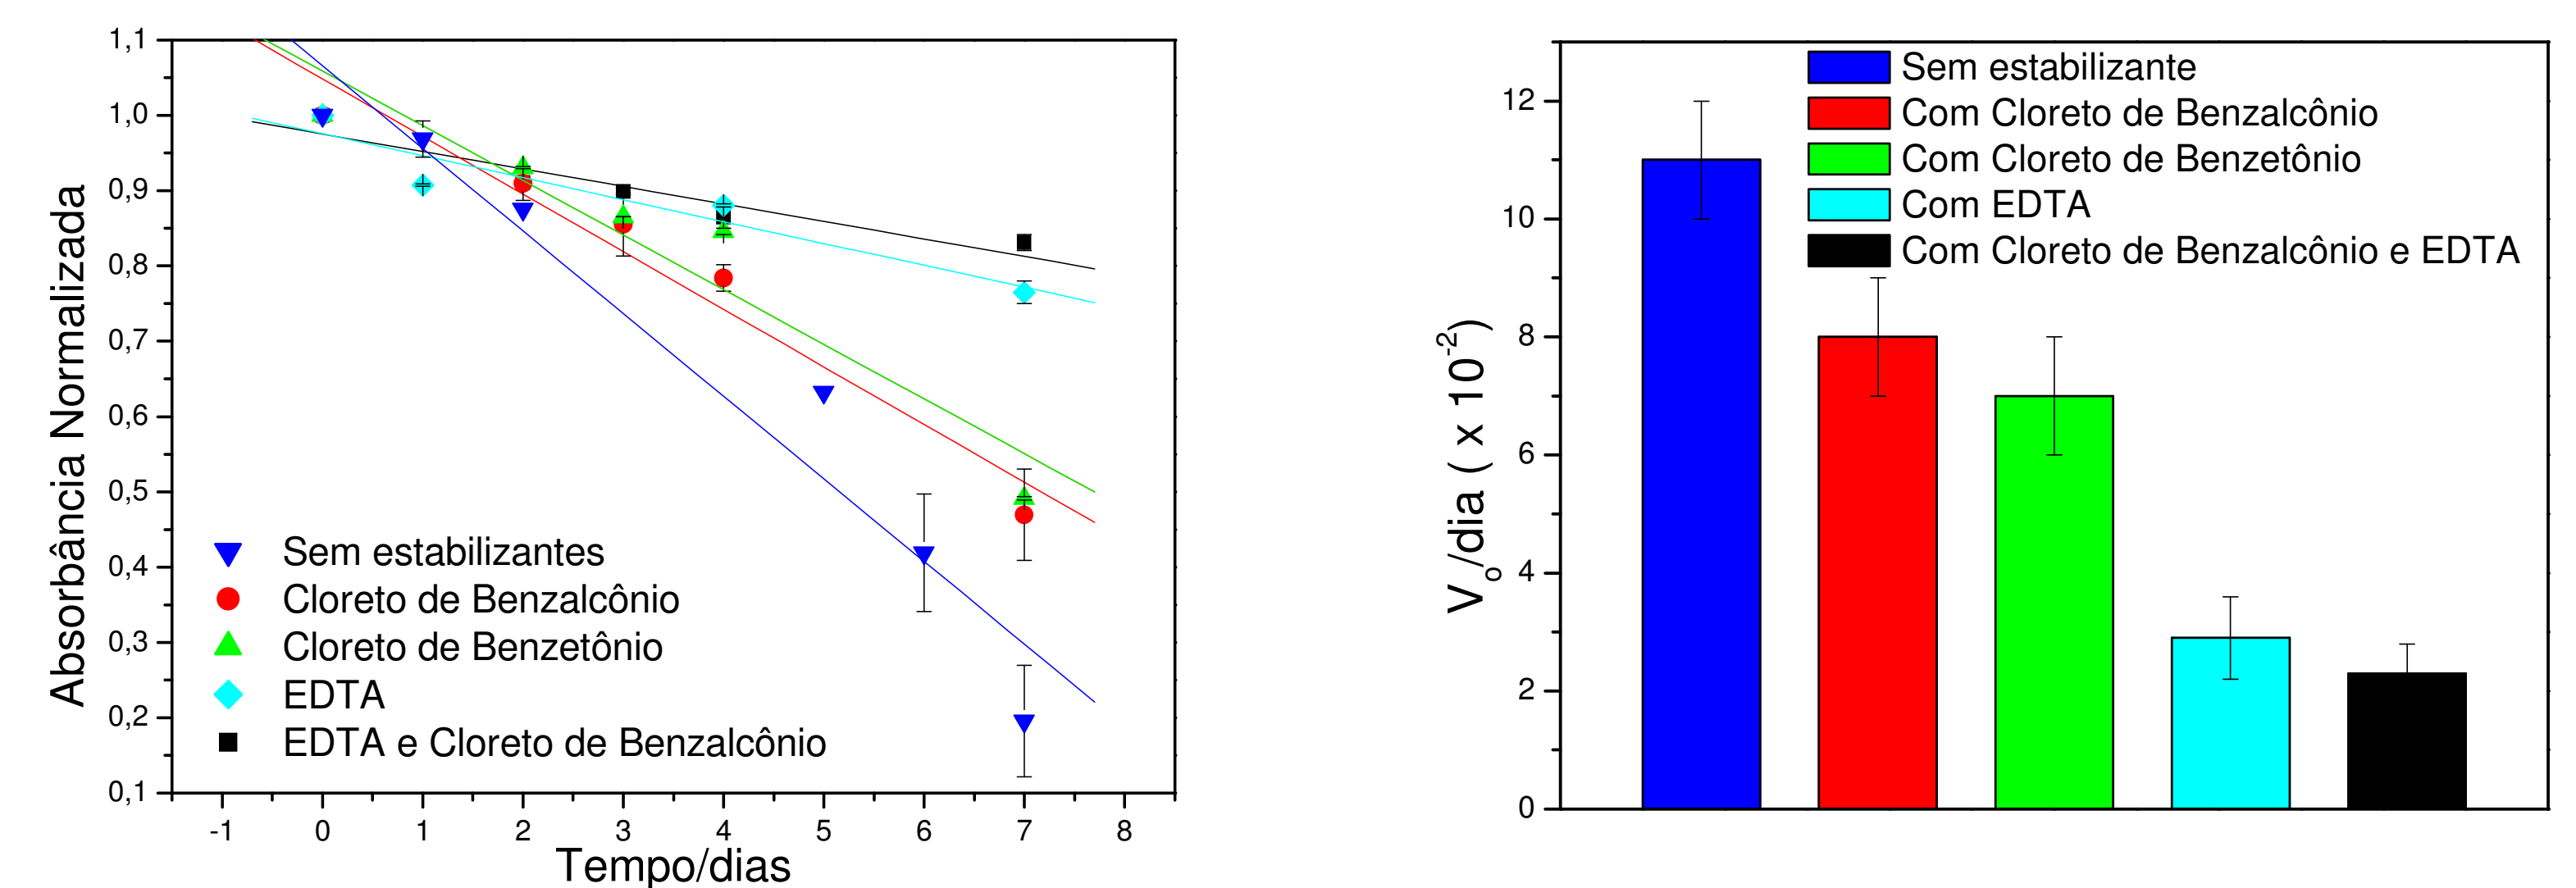 Absorbância Normalizada
1,1
1,0
0,9
0,8
0,7
0,6
0,5
0,4
0,3
0,2
0,1
Sem estabilizantes
Cloreto de Benzalcônio
Cloreto de Benzetônio
EDTA
EDTA e Cloreto de Benzalcônio
-1 0 1 2 3 4 5 6 7 8
Tempo/dias
V_o/dia ( x 10^-2)
12
10
8
6
4
2
0
Sem estabilizante
Com Cloreto de Benzalcônio
Com Cloreto de Benzetônio
Com EDTA
Com Cloreto de Benzalcônio e EDTA